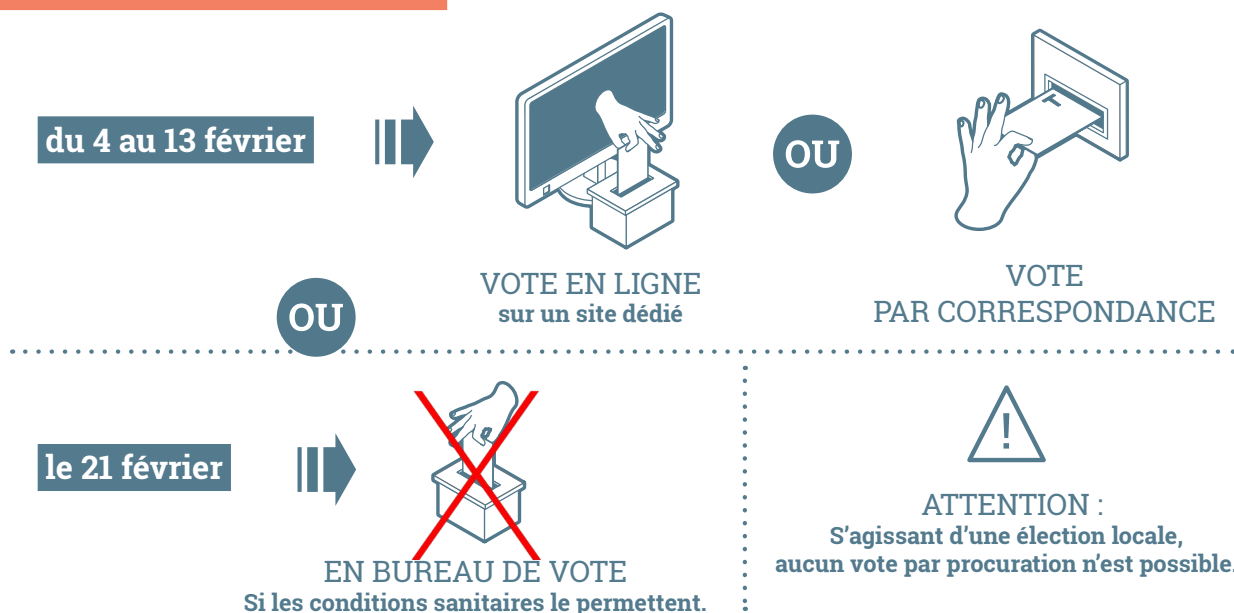 du 4 au 13 février
OU
VOTE EN LIGNE
sur un site dédié
VOTE
PAR CORRESPONDANCE
OU
le 21 février
EN BUREAU DE VOTE
Si les conditions sanitaires le permettent.
!
ATTENTION :
S’agissant d’une élection locale,
aucun vote par procuration n’est possible.